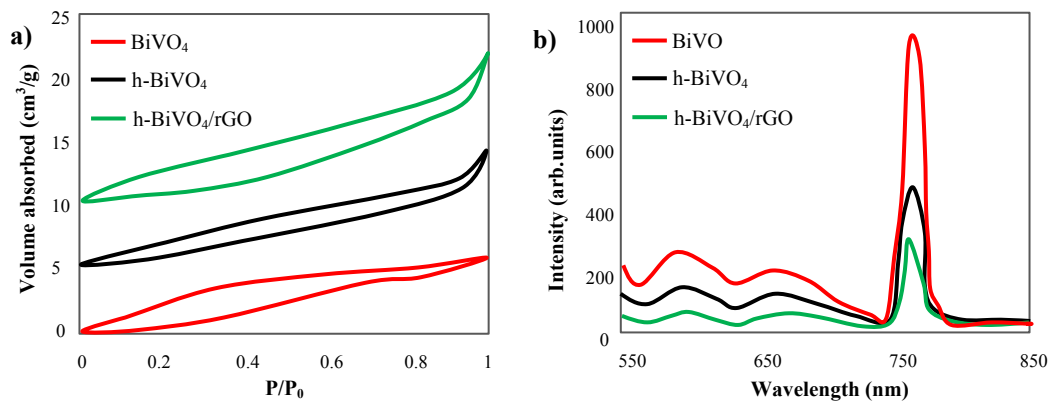 a)
BiVO₄
h-BiVO₄
h-BiVO₄/rGO
Volume absorbed (cm³/g)
25
20
15
10
5
0
0 0.2 0.4 0.6 0.8 1
P/P₀
b)
BiVO
h-BiVO₄
h-BiVO₄/rGO
Intensity (arb.units)
1000
800
600
400
200
0
550 650 750 850
Wavelength (nm)